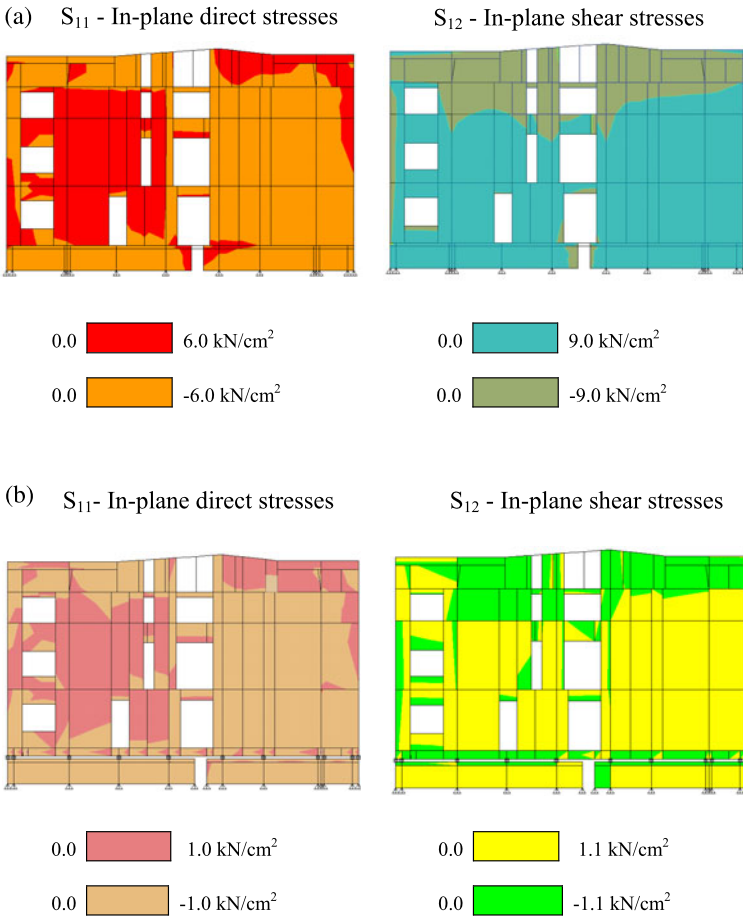 (a) S₁₁ - In-plane direct stresses S₁₂ - In-plane shear stresses
0.0 6.0 kN/cm² 0.0 9.0 kN/cm²
0.0 -6.0 kN/cm² 0.0 -9.0 kN/cm²
(b) S₁₁- In-plane direct stresses S₁₂ - In-plane shear stresses
0.0 1.0 kN/cm² 0.0 1.1 kN/cm²
0.0 -1.0 kN/cm² 0.0 -1.1 kN/cm²